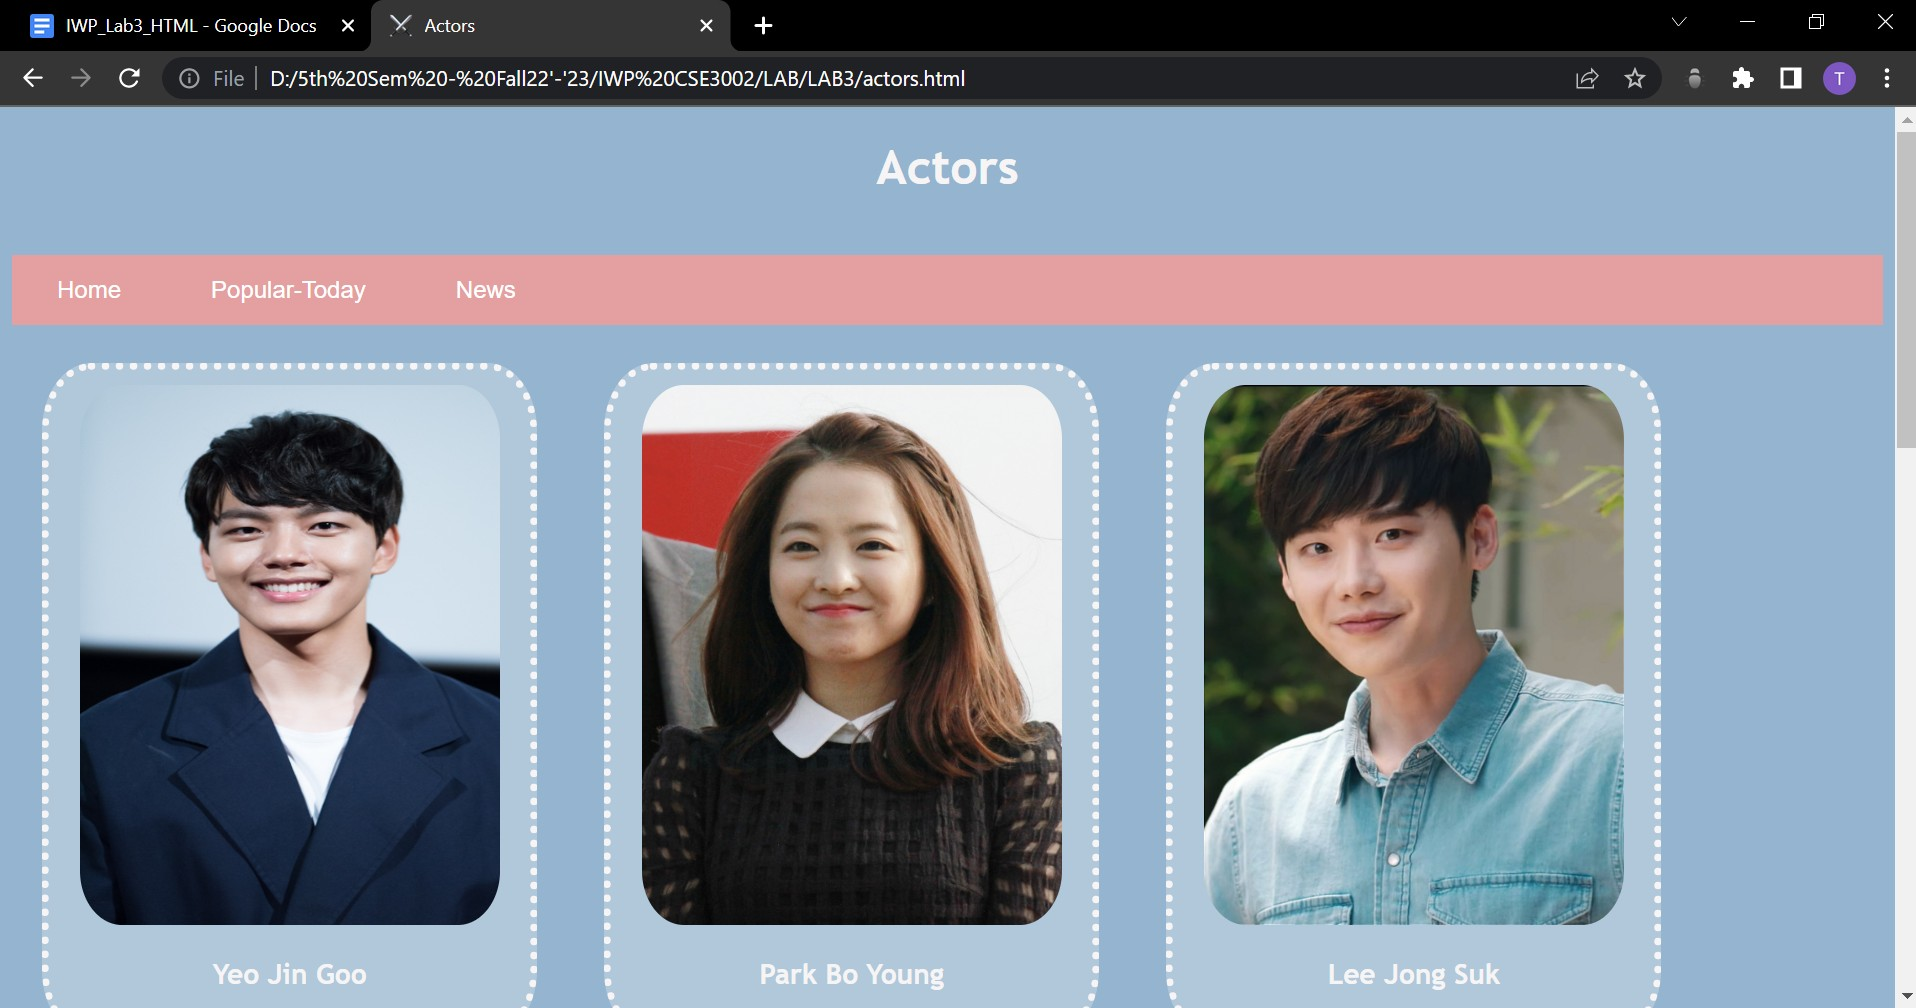 IWP_Lab3_HTML - Google Docs
Actors
File
D:/5th%20Sem%20-%20Fall22'-'23/IWP%20CSE3002/LAB/LAB3/actors.html
T
Actors
Home Popular-Today News
Yeo Jin Goo Park Bo Young Lee Jong Suk